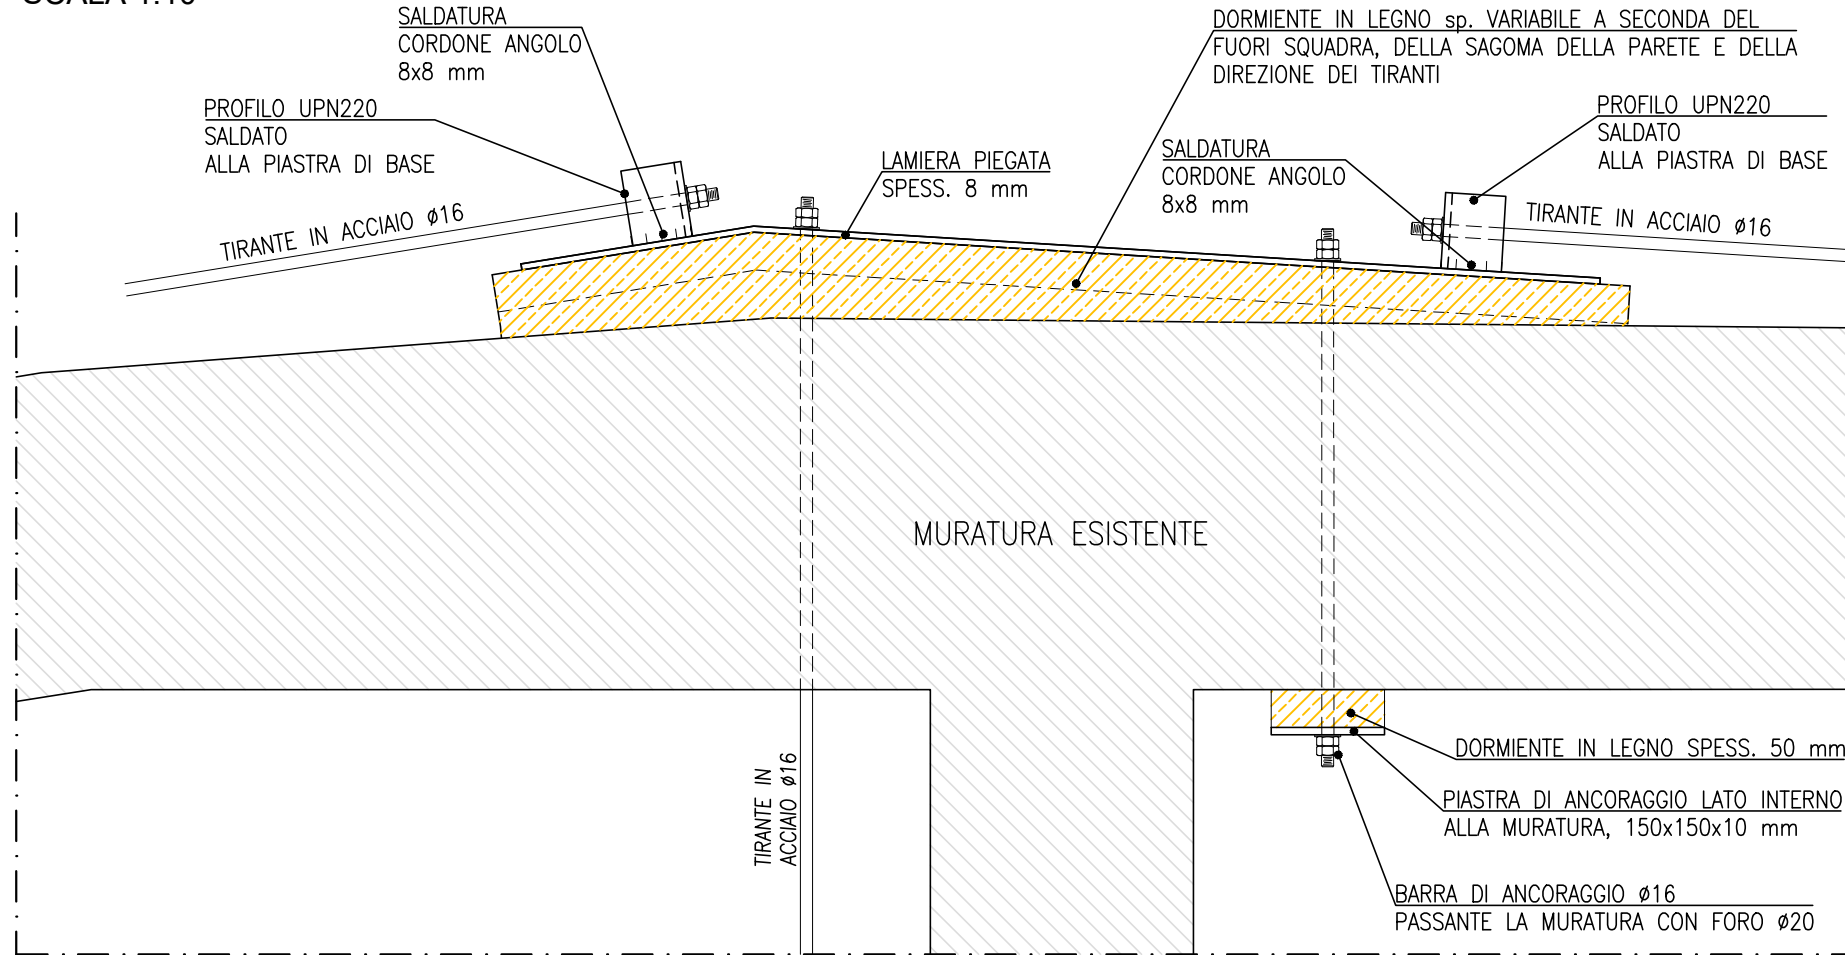 SCALA 1:10
SALDATURA
CORDONE ANGOLO
8x8 mm
DORMIENTE IN LEGNO sp. VARIABILE A SECONDA DEL
FUORI SQUADRA, DELLA SAGOMA DELLA PARETE E DELLA
DIREZIONE DEI TIRANTI
PROFILO UPN220
SALDATO
ALLA PIASTRA DI BASE
LAMIERA PIEGATA
SPESS. 8 mm
SALDATURA
CORDONE ANGOLO
8x8 mm
PROFILO UPN220
SALDATO
ALLA PIASTRA DI BASE
TIRANTE IN ACCIAIO ø16
TIRANTE IN ACCIAIO ø16
MURATURA ESISTENTE
TIRANTE IN
ACCIAIO ø16
DORMIENTE IN LEGNO SPESS. 50 mm
PIASTRA DI ANCORAGGIO LATO INTERNO
ALLA MURATURA, 150x150x10 mm
BARRA DI ANCORAGGIO ø16
PASSANTE LA MURATURA CON FORO ø20